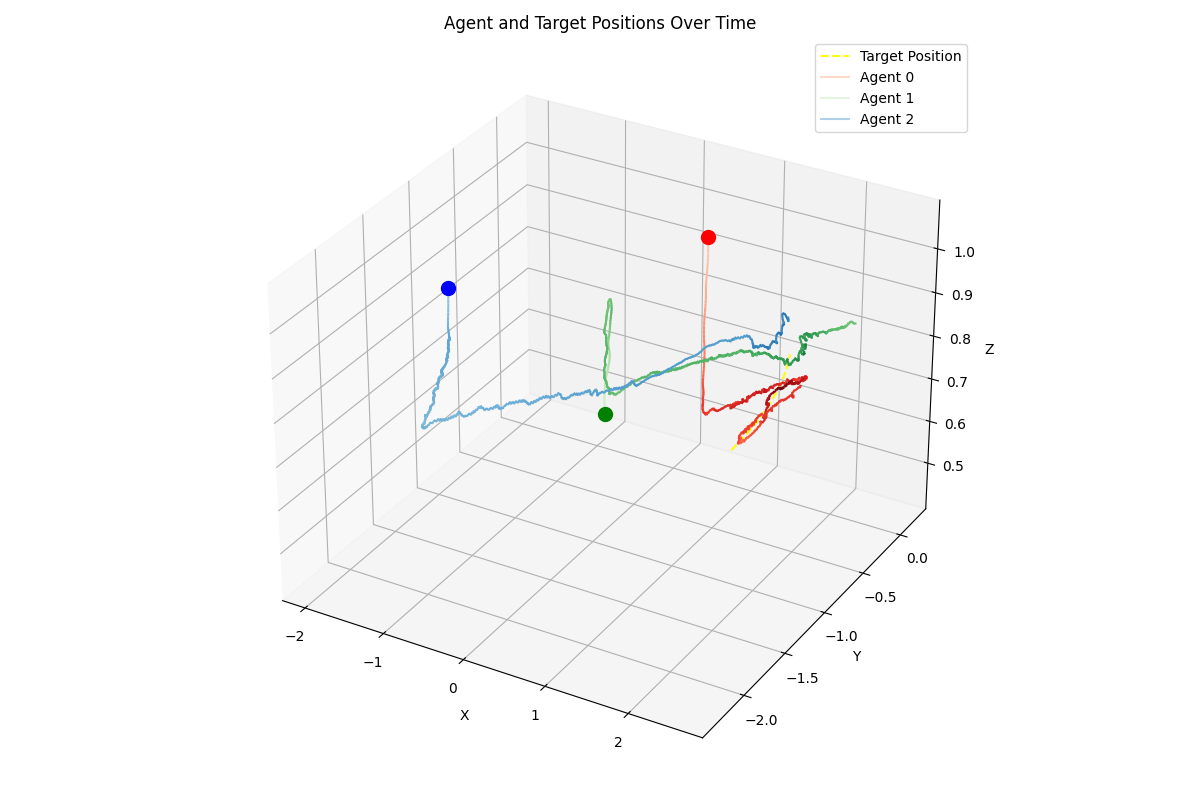 Agent and Target Positions Over Time
Target Position
Agent 0
Agent 1
Agent 2
1.0
0.9
0.8
Z
0.7
0.6
0.5
0.0
−0.5
−1.0
Y
−1.5
−2.0
−2
−1
0
X
1
2